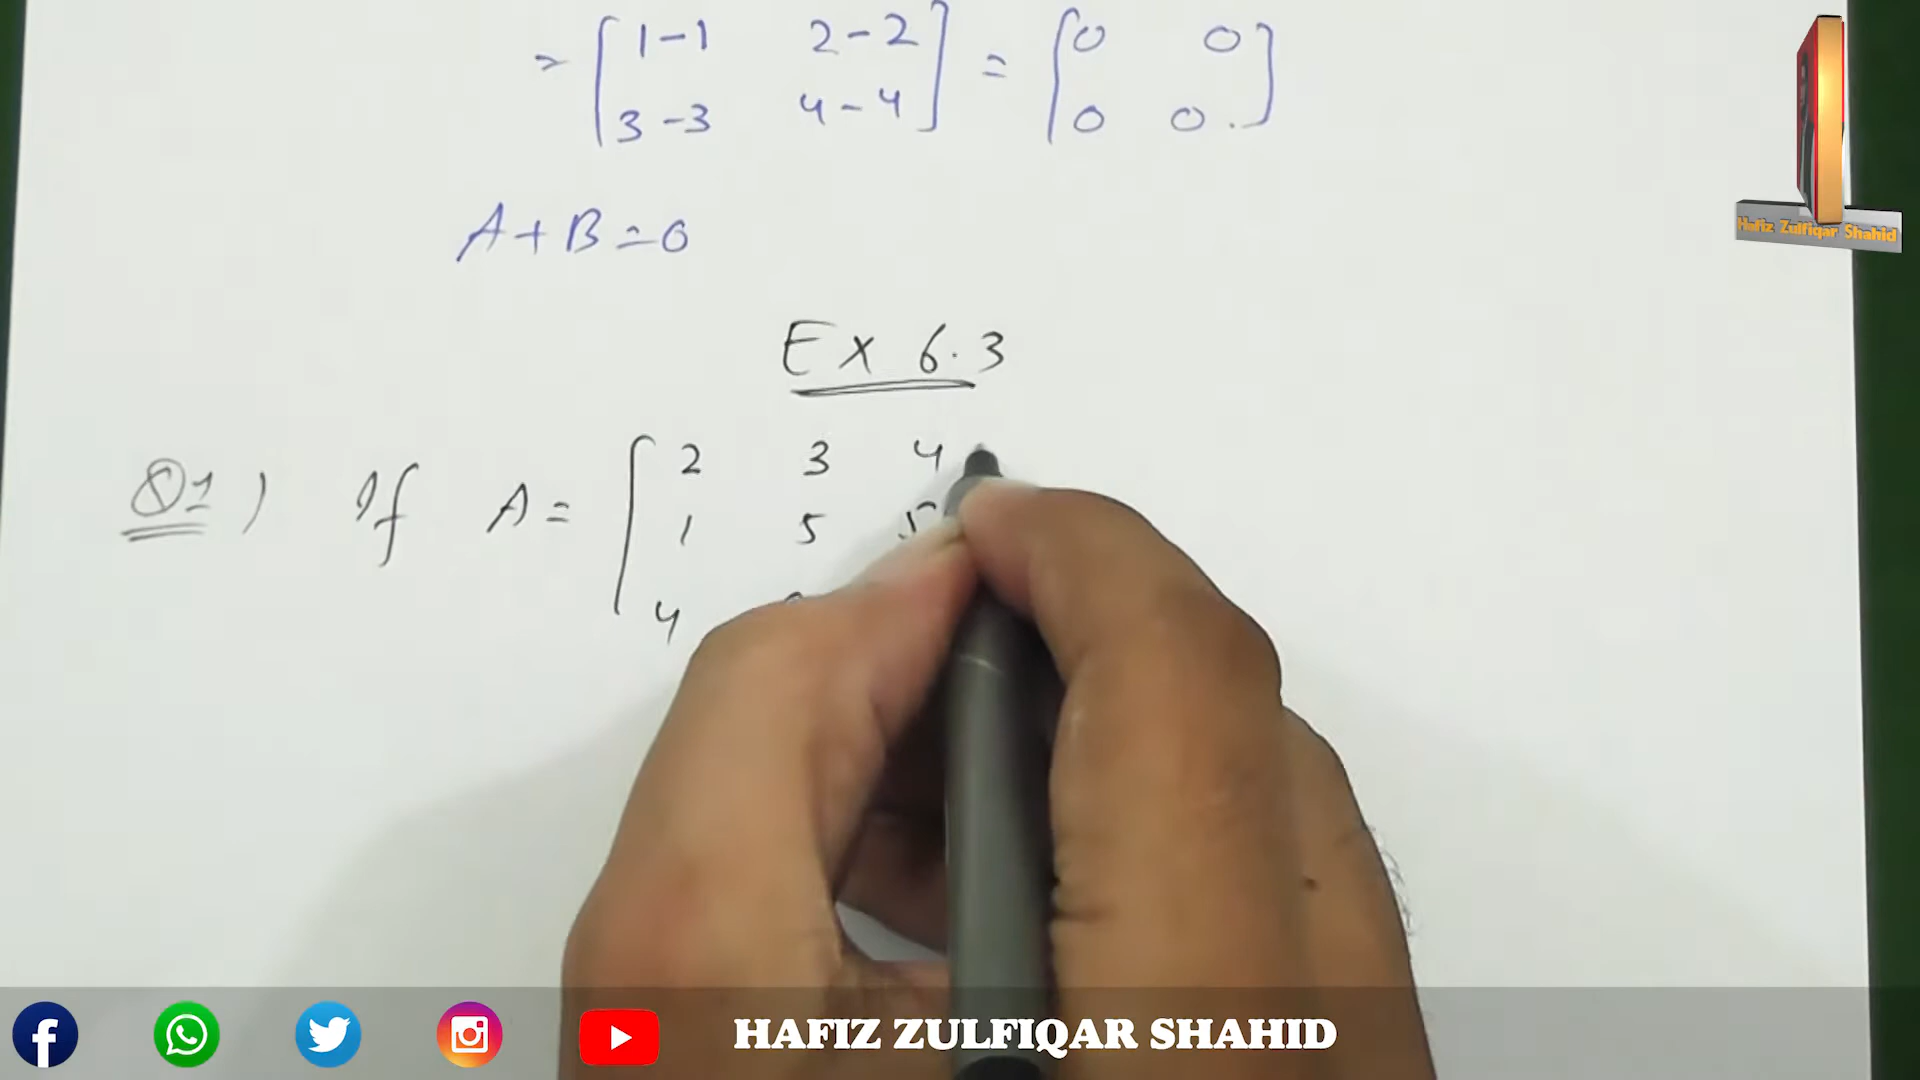 = [ 1-1 2-2 ] = [ 0 0 ]
3-3 4-4 0 0 .
A+B=0
Ex 6.3
Q1) If A = [ 2 3 4
1 5 5
4
Hafiz Zulfiqar Shahid
HAFIZ ZULFIQAR SHAHID